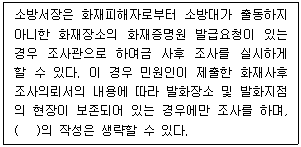 소방서장은 화재피해자로부터 소방대가 출동하지
아니한 화재장소의 화재증명원 발급요청이 있는
경우 조사관으로 하여금 사후 조사를 실시하게
할 수 있다. 이 경우 민원인이 제출한 화재사후
조사의뢰서의 내용에 따라 발화장소 및 발화지점
의 현장이 보존되어 있는 경우에만 조사를 하며,
(   )의 작성은 생략할 수 있다.